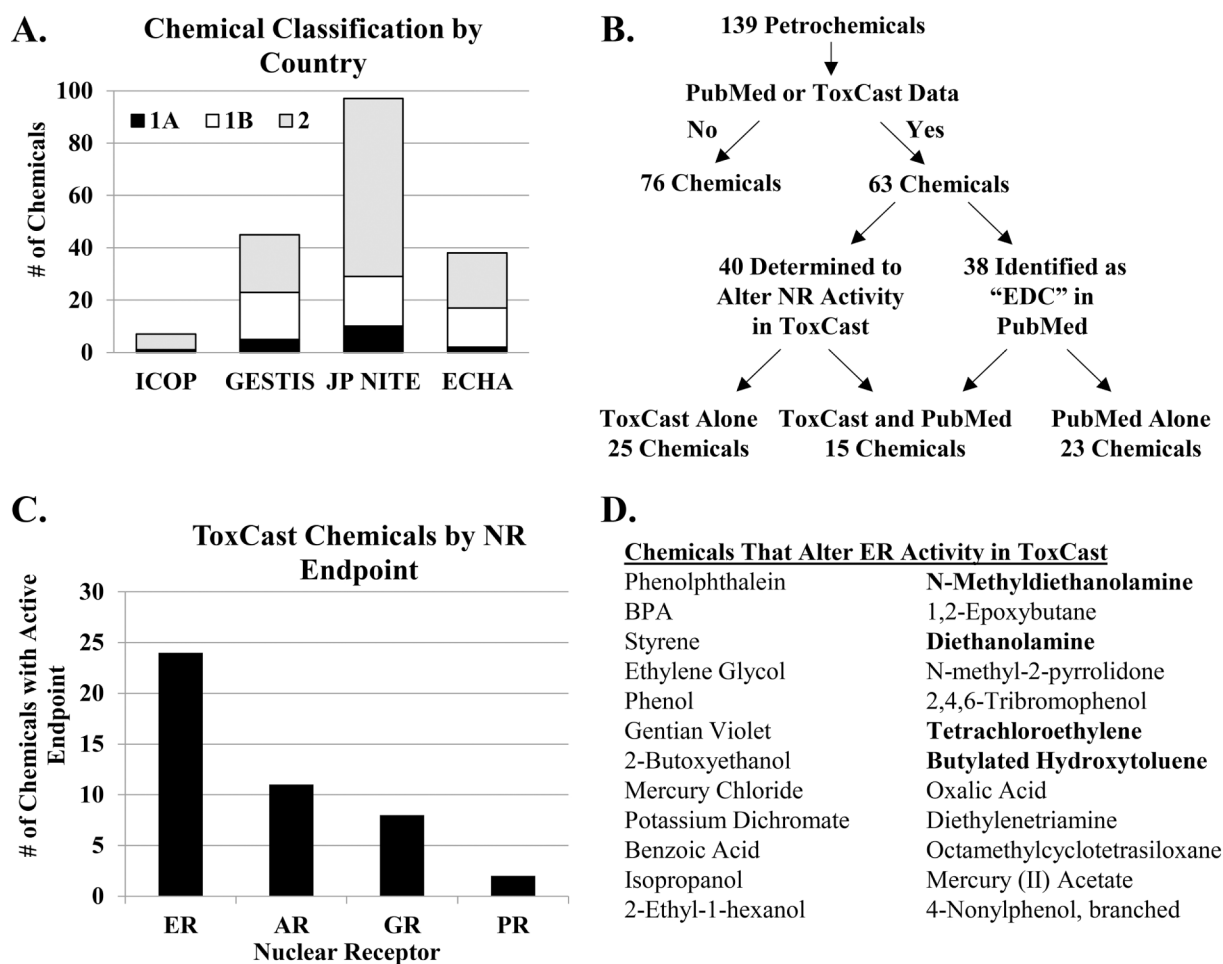 A.
Chemical Classification by
Country
# of Chemicals
100
80
60
40
20
0
1A 1B 2
ICOP GESTIS JP NITE ECHA
B.
139 Petrochemicals
PubMed or ToxCast Data
No Yes
76 Chemicals 63 Chemicals
40 Determined to
Alter NR Activity
in ToxCast
38 Identified as
“EDC” in
PubMed
ToxCast Alone
25 Chemicals
ToxCast and PubMed
15 Chemicals
PubMed Alone
23 Chemicals
C.
ToxCast Chemicals by NR
Endpoint
# of Chemicals with Active
Endpoint
30
25
20
15
10
5
0
ER AR GR PR
Nuclear Receptor
D.
Chemicals That Alter ER Activity in ToxCast
Phenolphthalein
BPA
Styrene
Ethylene Glycol
Phenol
Gentian Violet
2-Butoxyethanol
Mercury Chloride
Potassium Dichromate
Benzoic Acid
Isopropanol
2-Ethyl-1-hexanol
N-Methyldiethanolamine
1,2-Epoxybutane
Diethanolamine
N-methyl-2-pyrrolidone
2,4,6-Tribromophenol
Tetrachloroethylene
Butylated Hydroxytoluene
Oxalic Acid
Diethylenetriamine
Octamethylcyclotetrasiloxane
Mercury (II) Acetate
4-Nonylphenol, branched